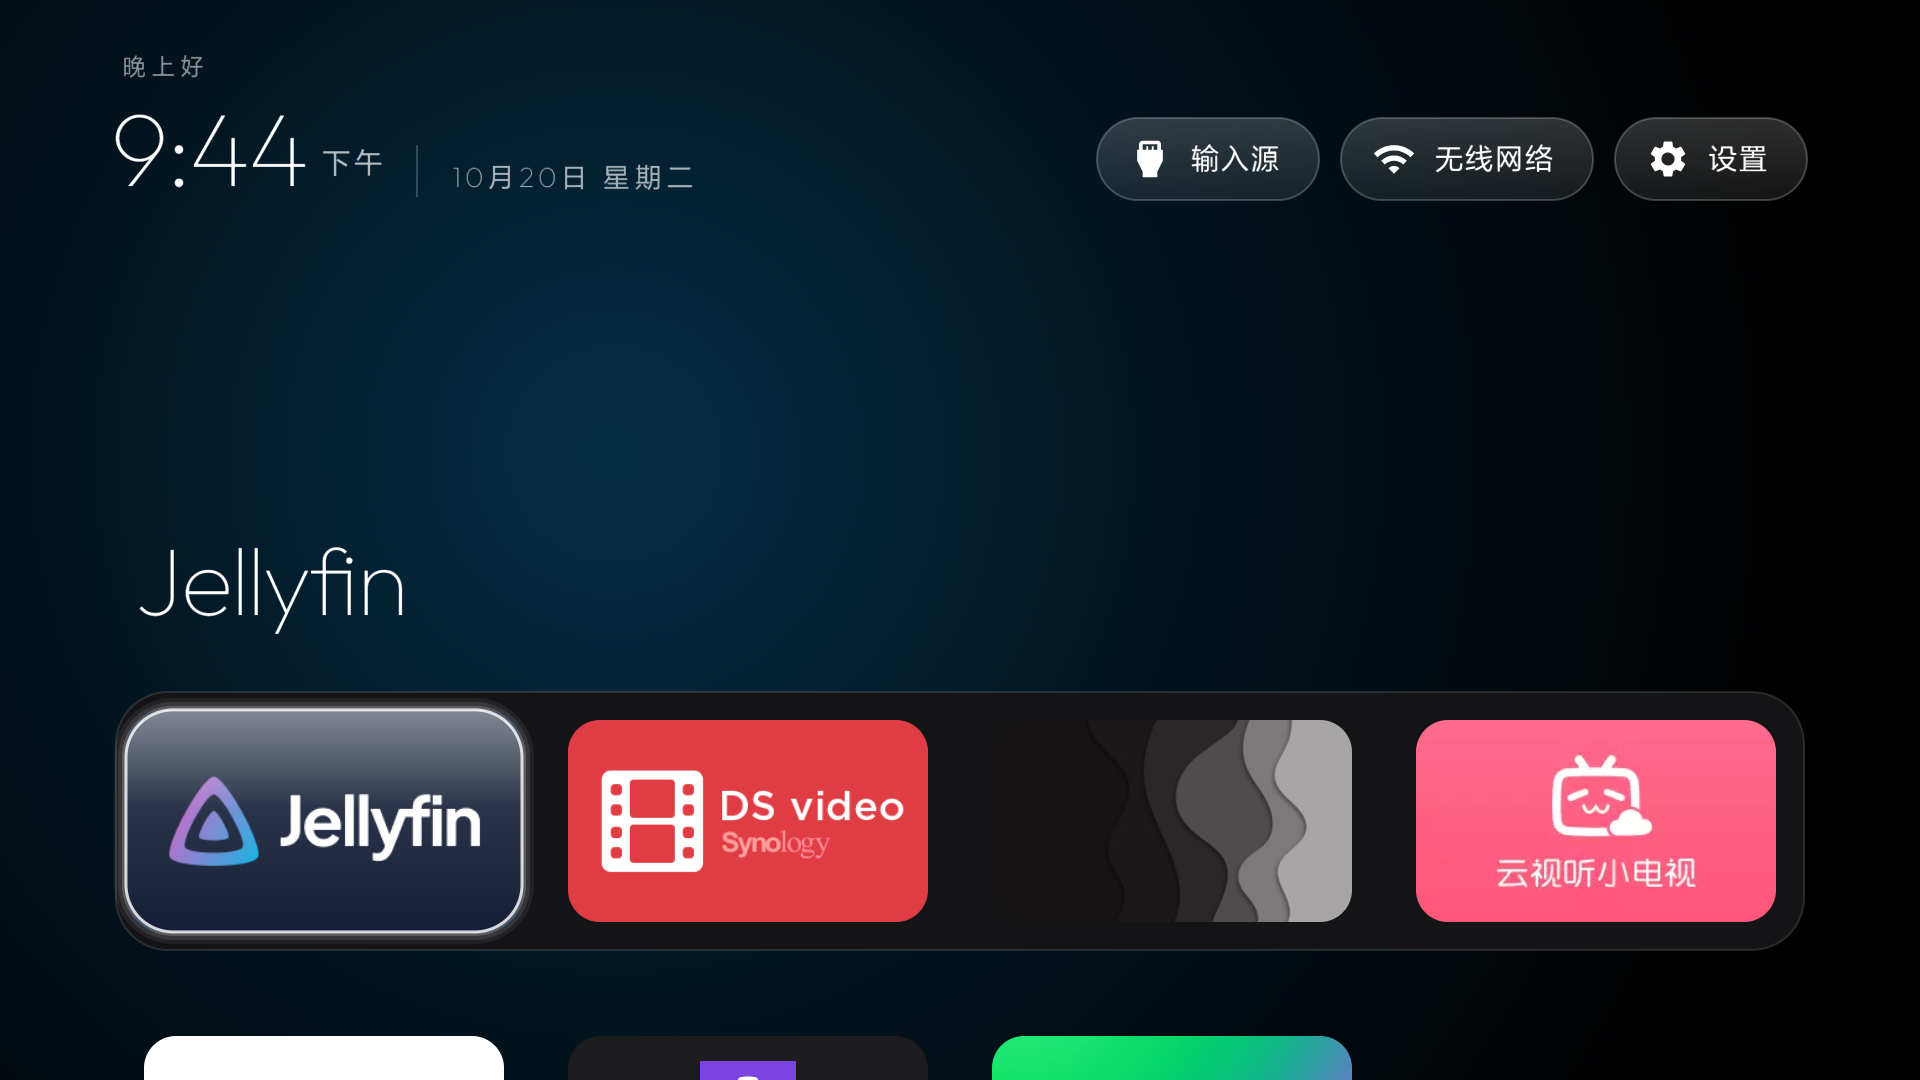 晚上好
9:44 下午
10月20日 星期二
输入源
无线网络
设置
Jellyfin
Jellyfin
DS video
Synology
云视听小电视